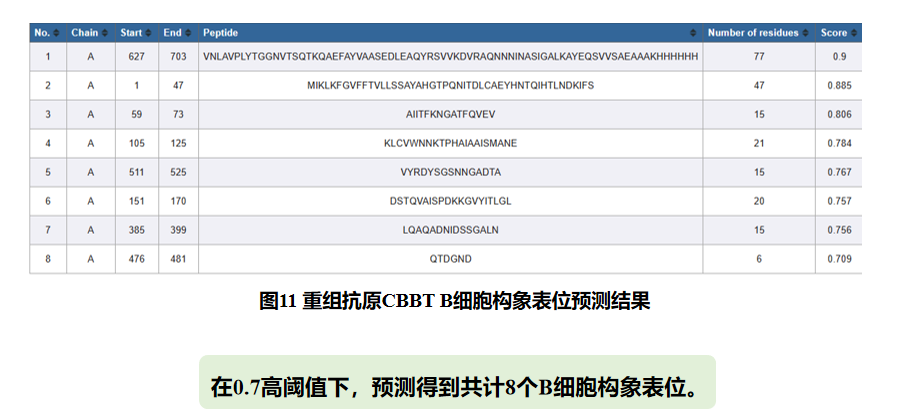 No. Chain Start End Peptide Number of residues Score
1 A 627 703 VNLAVPLYTGGNVTSQTKQAEFAYVAASEDLEAQYRSVVKDVRAQNNNINASIGALKAYEQSVVSAEAAAKHHHHHH 77 0.9
2 A 1 47 MIKLKFGVFFTVLLSSAYAHGTPQNITDLCAEYHNTQIHTLNDKIFS 47 0.885
3 A 59 73 AIITFKNGATFQVEV 15 0.806
4 A 105 125 KLCVWNNKTPHAIAAISMANE 21 0.784
5 A 511 525 VYRDYSGSNNGADTA 15 0.767
6 A 151 170 DSTQVAISPDKKGVYITLGL 20 0.757
7 A 385 399 LQAQADNIDSSGALN 15 0.756
8 A 476 481 QTDGND 6 0.709
图11 重组抗原CBBT B细胞构象表位预测结果
在0.7高阈值下，预测得到共计8个B细胞构象表位。